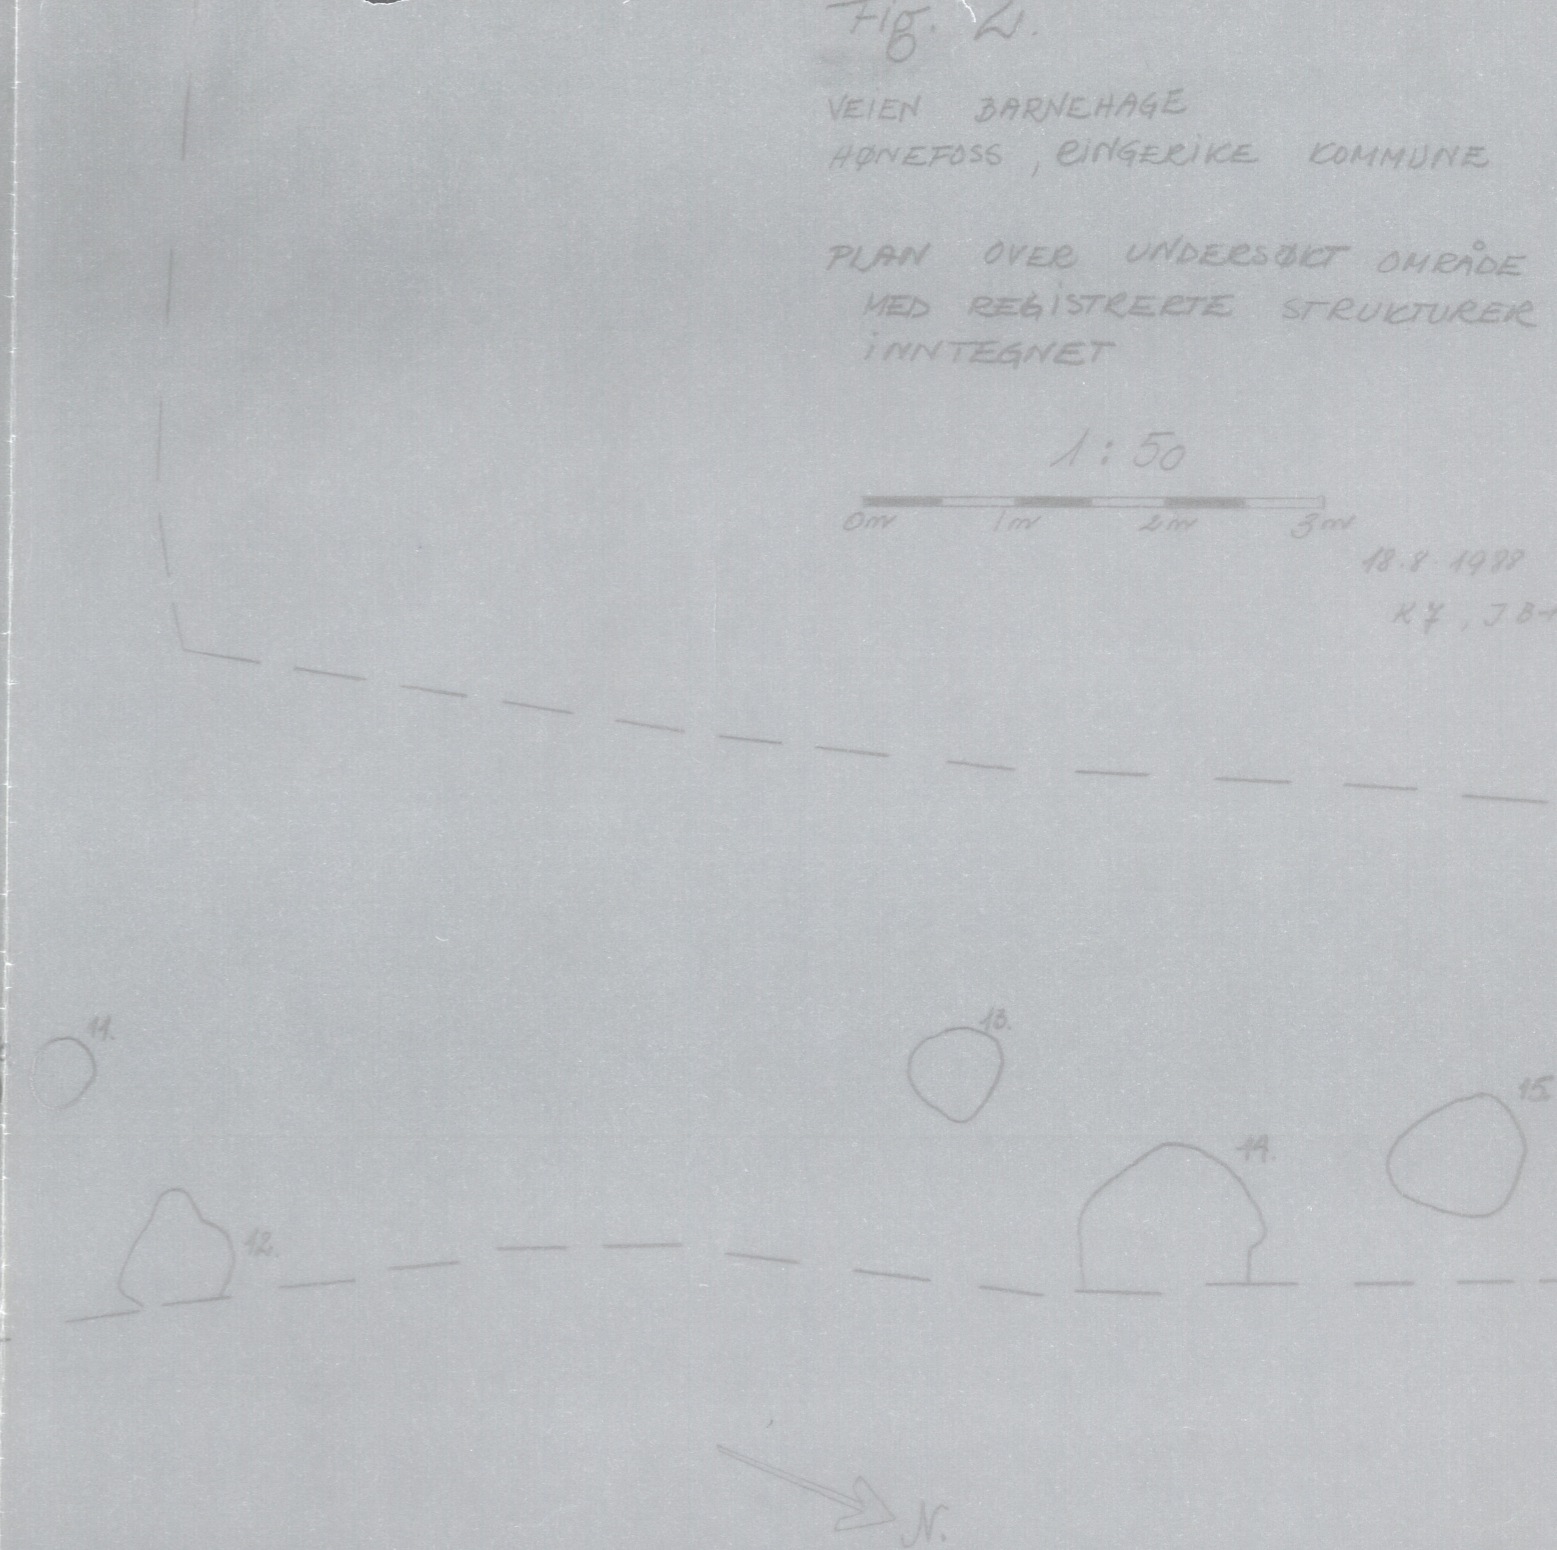 Fig. 2.
VEIEN BARNEHAGE
HØNEFOSS, RINGERIKE KOMMUNE
PLAN OVER UNDERSØKT OMRÅDE
MED REGISTRERTE STRUKTURER
INNTEGNET
1:50
0m 1m 2m 3m
18.8 1988
11.
13.
15.
14.
12.
N.